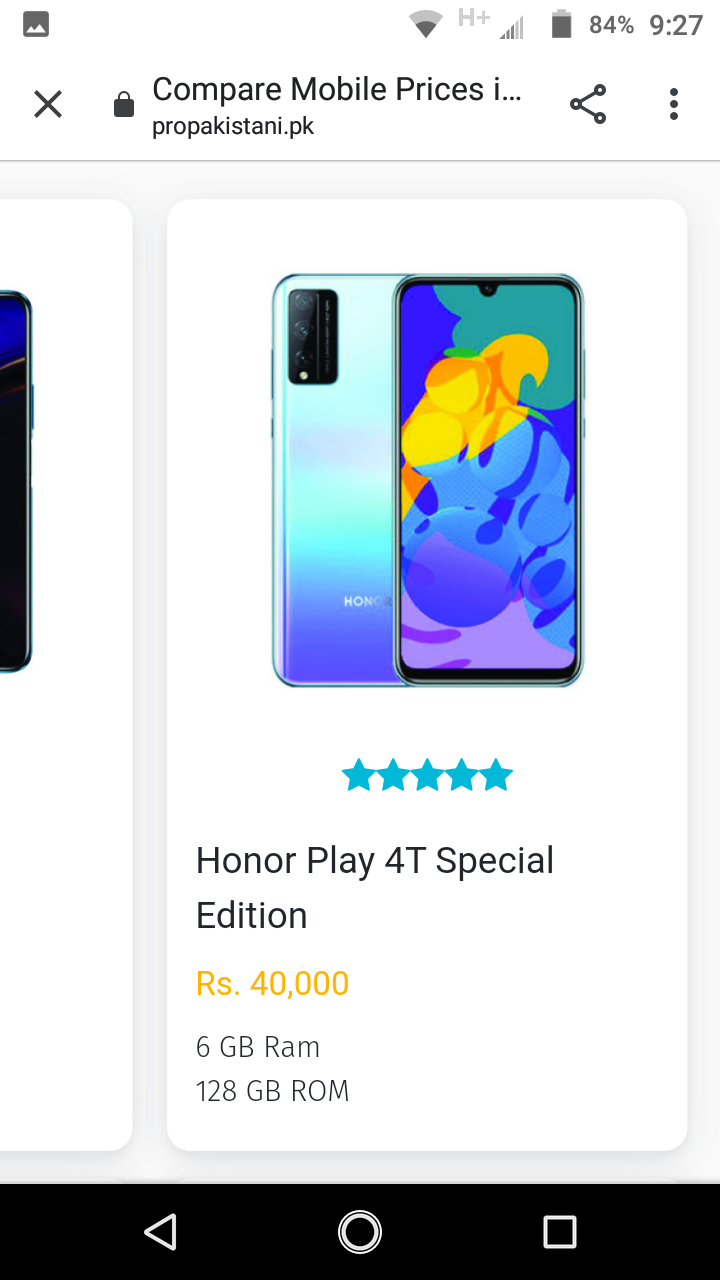 H+ 84% 9:27
Compare Mobile Prices i...
propakistani.pk
HONOR
Honor Play 4T Special
Edition
Rs. 40,000
6 GB Ram
128 GB ROM